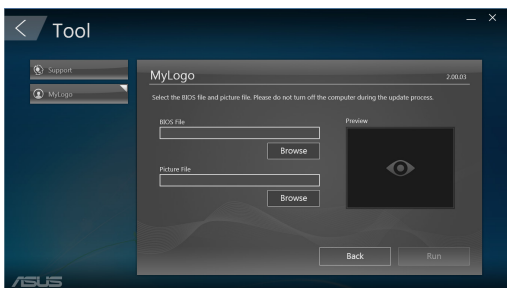 Tool
Support
MyLogo
MyLogo 2.00.03
Select the BIOS file and picture file. Please do not turn off the computer during the update process.
BIOS File
Preview
Browse
Picture File
Browse
Back
Run
ASUS